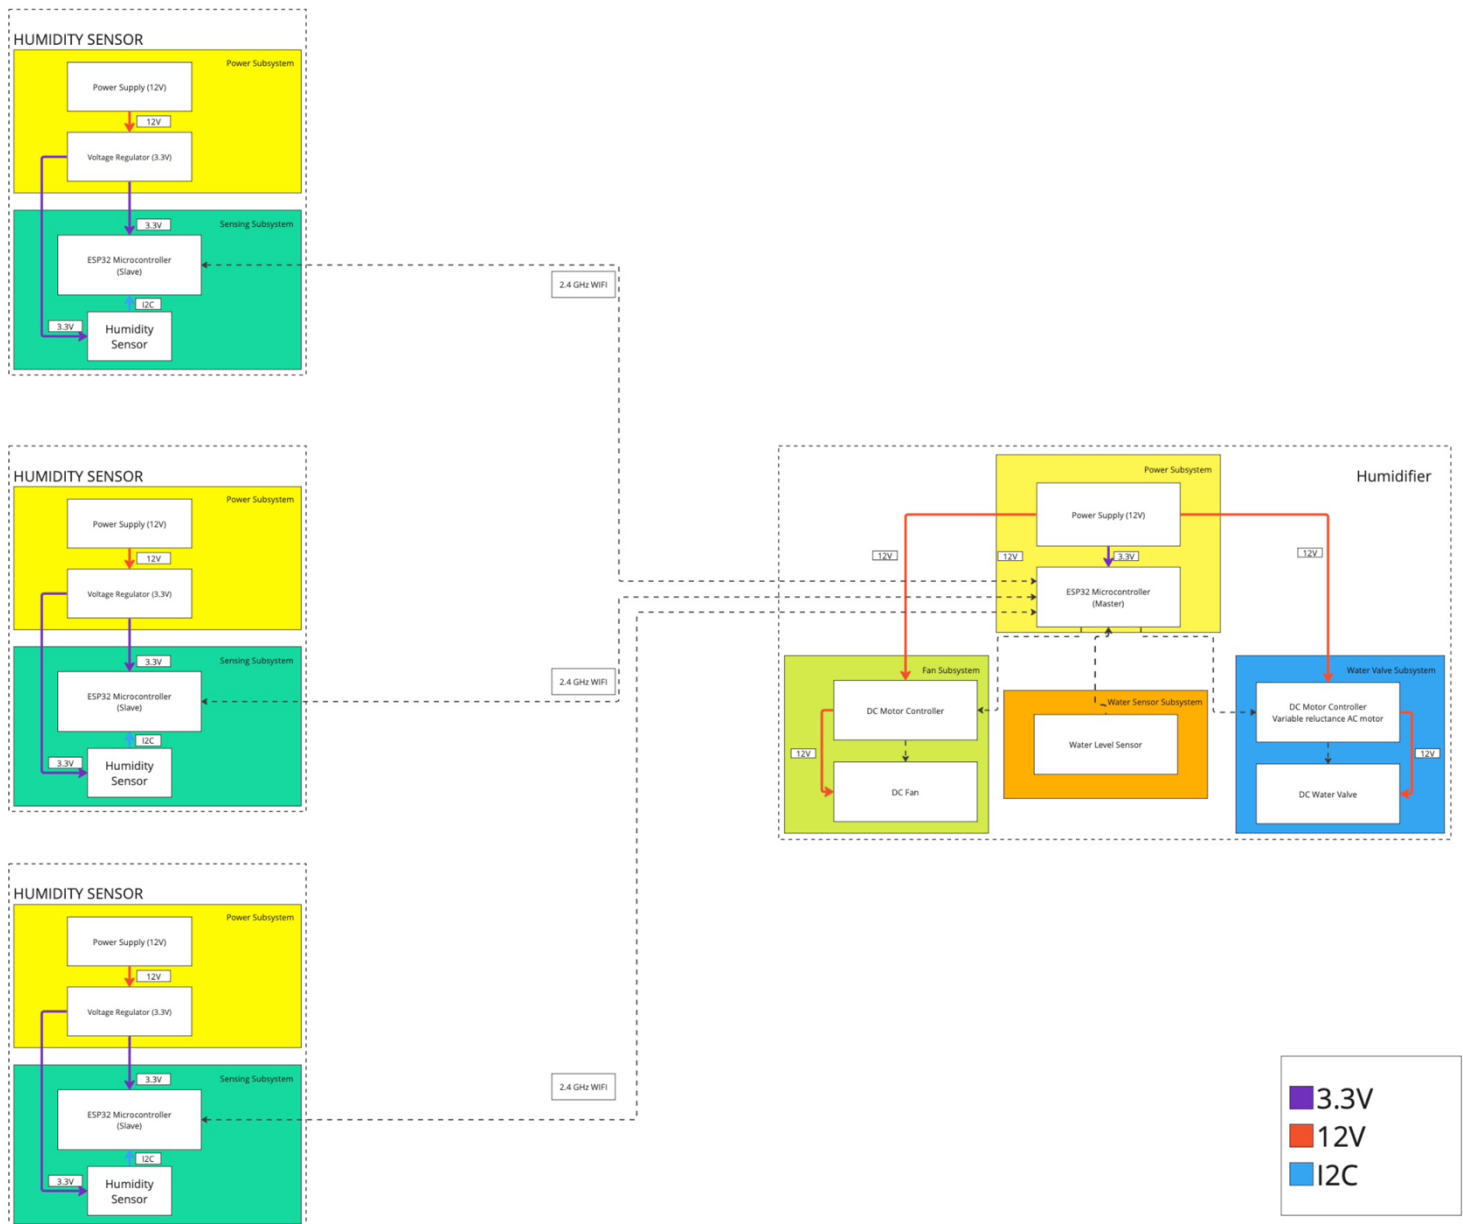 HUMIDITY SENSOR
Power Subsystem
Power Supply (12V)
12V
Voltage Regulator (3.3V)
Sensing Subsystem
3.3V
ESP32 Microcontroller
(Slave)
I2C
3.3V
Humidity
Sensor
2.4 GHz WIFI
HUMIDITY SENSOR
Power Subsystem
Power Supply (12V)
12V
Voltage Regulator (3.3V)
Sensing Subsystem
3.3V
ESP32 Microcontroller
(Slave)
I2C
3.3V
Humidity
Sensor
2.4 GHz WIFI
HUMIDITY SENSOR
Power Subsystem
Power Supply (12V)
12V
Voltage Regulator (3.3V)
Sensing Subsystem
3.3V
ESP32 Microcontroller
(Slave)
I2C
3.3V
Humidity
Sensor
2.4 GHz WIFI
Humidifier
Power Subsystem
Power Supply (12V)
12V
12V
3.3V
12V
ESP32 Microcontroller
(Master)
Fan Subsystem
DC Motor Controller
12V
DC Fan
Water Sensor Subsystem
Water Level Sensor
Water Valve Subsystem
DC Motor Controller
Variable reluctance AC motor
12V
DC Water Valve
3.3V
12V
I2C